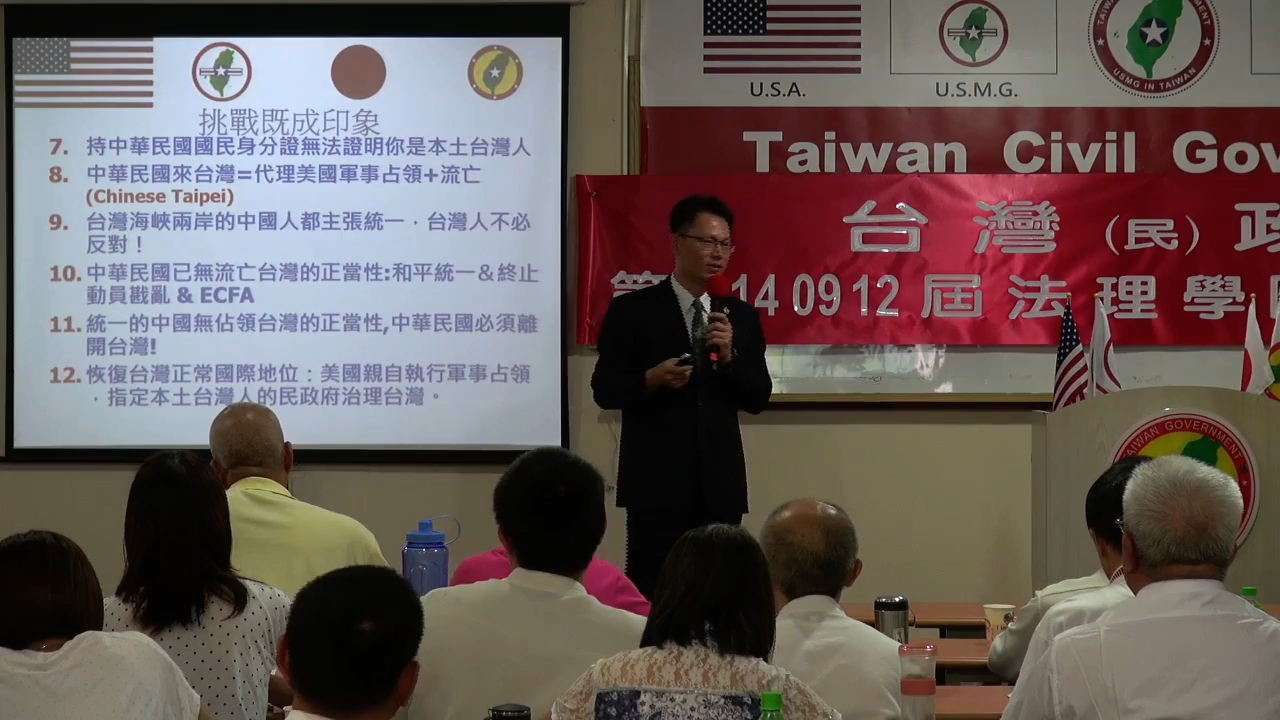 挑戰既成印象
7. 持中華民國國民身分證無法證明你是本土台灣人
8. 中華民國來台灣=代理美國軍事占領+流亡
(Chinese Taipei)
9. 台灣海峽兩岸的中國人都主張統一．台灣人不必
反對！
10. 中華民國已無流亡台灣的正當性:和平統一＆終止
動員戡亂 & ECFA
11. 統一的中國無佔領台灣的正當性,中華民國必須離
開台灣!
12. 恢復台灣正常國際地位：美國親自執行軍事占領
．指定本土台灣人的民政府治理台灣。
U.S.A.
U.S.M.G.
USMG IN TAIWAN
Taiwan Civil Gov
台灣（民）政
第 14 09 12 屆法理學
TAIWAN GOVERNMENT